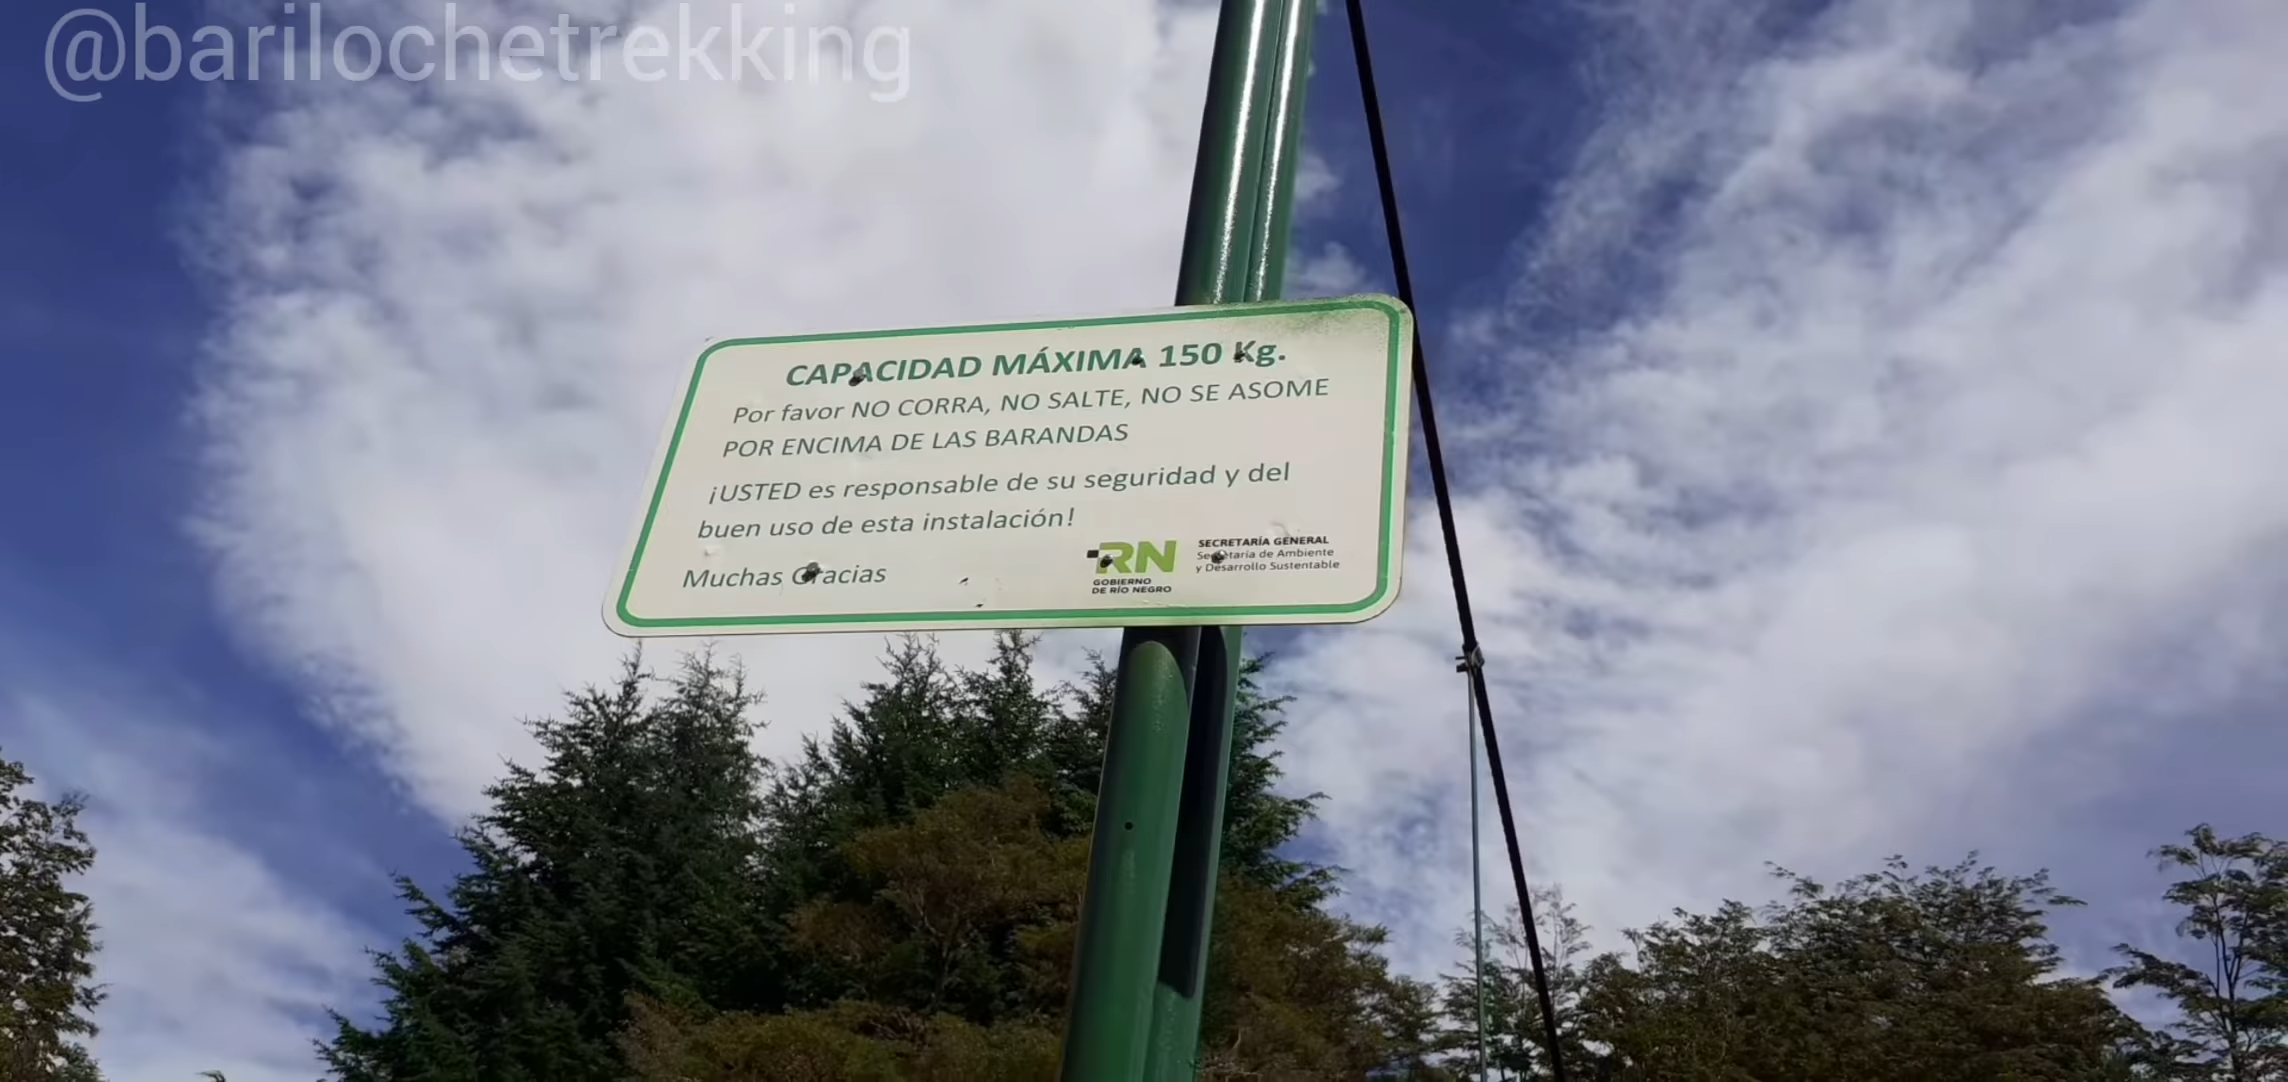 @barilochetrekking
CAPACIDAD MÁXIMA 150 Kg.
Por favor NO CORRA, NO SALTE, NO SE ASOME
POR ENCIMA DE LAS BARANDAS
¡USTED es responsable de su seguridad y del
buen uso de esta instalación!
Muchas Gracias
RN
GOBIERNO
DE RÍO NEGRO
SECRETARÍA GENERAL
Secretaría de Ambiente
y Desarrollo Sustentable